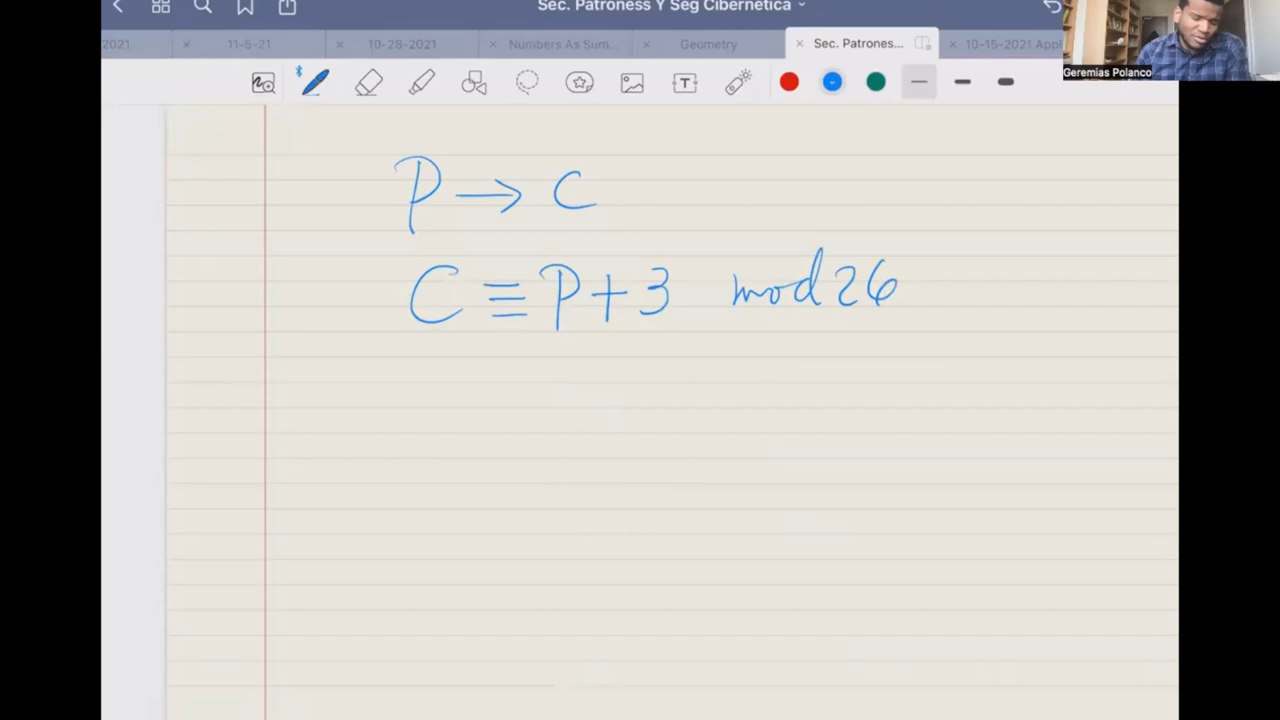 Sec. Patroness Y Seg Cibernetica
2021
11-5-21
10-28-2021
Numbers As Sum...
Geometry
Sec. Patrones...
10-15-2021 Appl
Geremias Polanco
P → C
C ≡ P + 3 mod 26